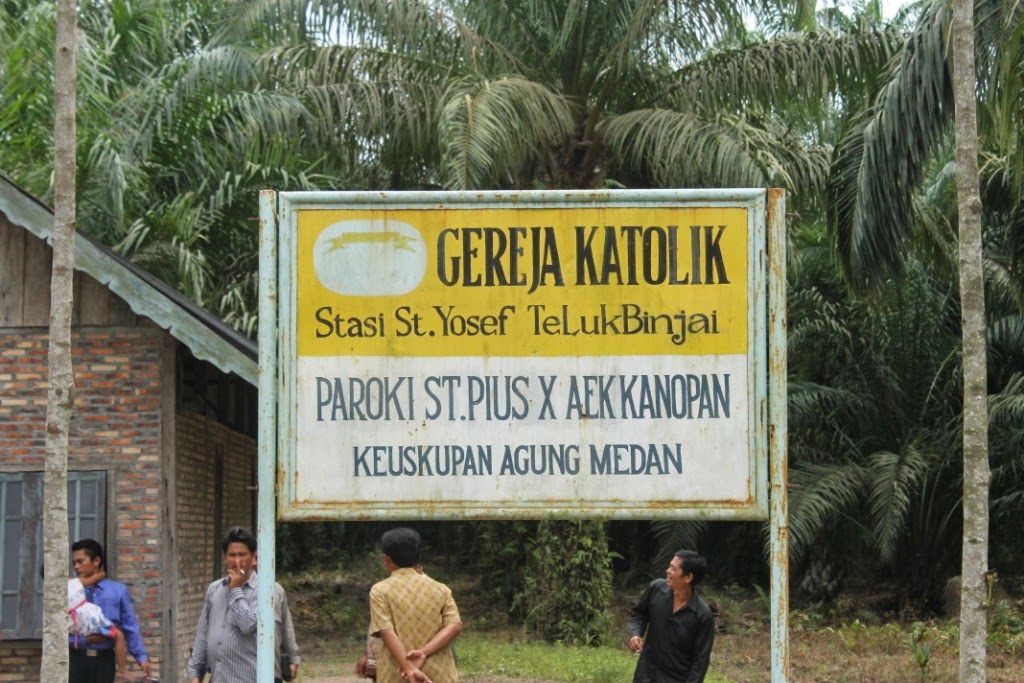 GEREJA KATOLIK
Stasi St.Yosef TeLukBinjai
PAROKI ST.PIUS X AEKKANOPAN
KEUSKUPAN AGUNG MEDAN